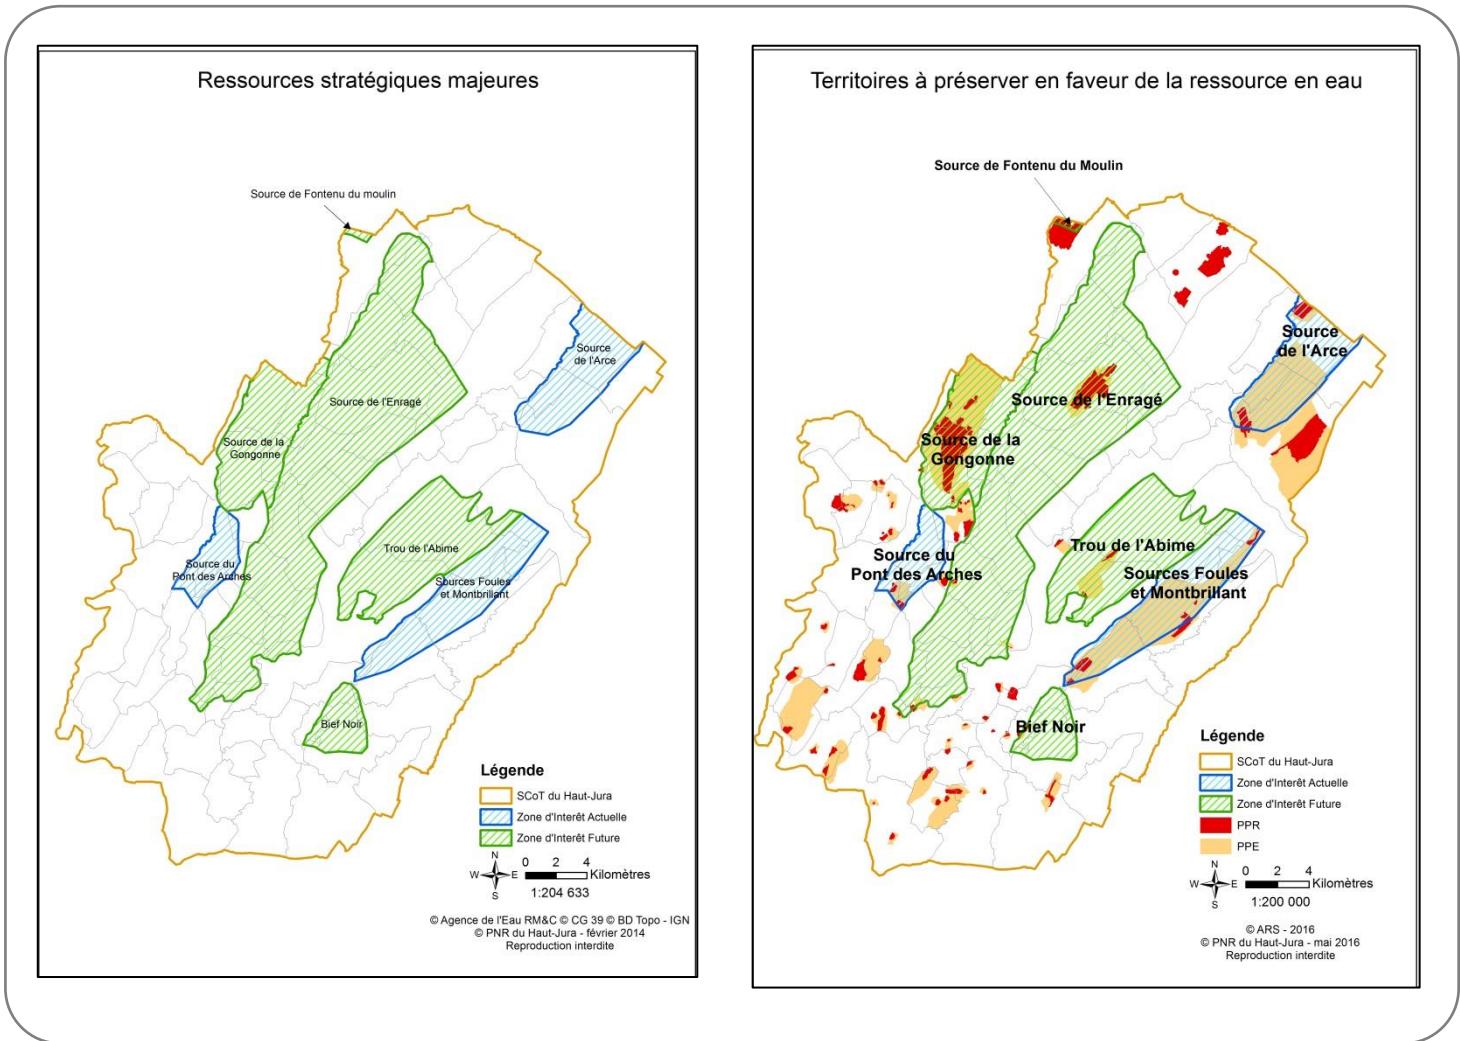 Ressources stratégiques majeures
Source de Fontenu du moulin
Source
de l'Arce
Source de l'Enragé
Source de la
Gongonne
Source du
Pont des Arches
Trou de l'Abime
Sources Foules
et Montbrillant
Bief Noir
Légende
SCoT du Haut-Jura
Zone d'Interêt Actuelle
Zone d'Interêt Future
N
W E
S
0 2 4
Kilomètres
1:204 633
© Agence de l'Eau RM&C © CG 39 © BD Topo - IGN
© PNR du Haut-Jura - février 2014
Reproduction interdite
Territoires à préserver en faveur de la ressource en eau
Source de Fontenu du Moulin
Source
de l'Arce
Source de l'Enragé
Source de la
Gongonne
Source du
Pont des Arches
Trou de l'Abime
Sources Foules
et Montbrillant
Bief Noir
Légende
SCoT du Haut-Jura
Zone d'Interêt Actuelle
Zone d'Interêt Future
PPR
PPE
N
W E
S
0 2 4
Kilomètres
1:200 000
© ARS - 2016
© PNR du Haut-Jura - mai 2016
Reproduction interdite